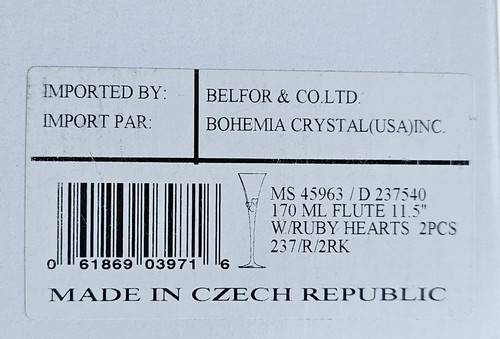 IMPORTED BY: BELFOR & CO.LTD.
IMPORT PAR: BOHEMIA CRYSTAL(USA)INC.
MS 45963 / D 237540
170 ML FLUTE 11.5"
W/RUBY HEARTS 2PCS
237/R/2RK
0 61869 03971 6
MADE IN CZECH REPUBLIC